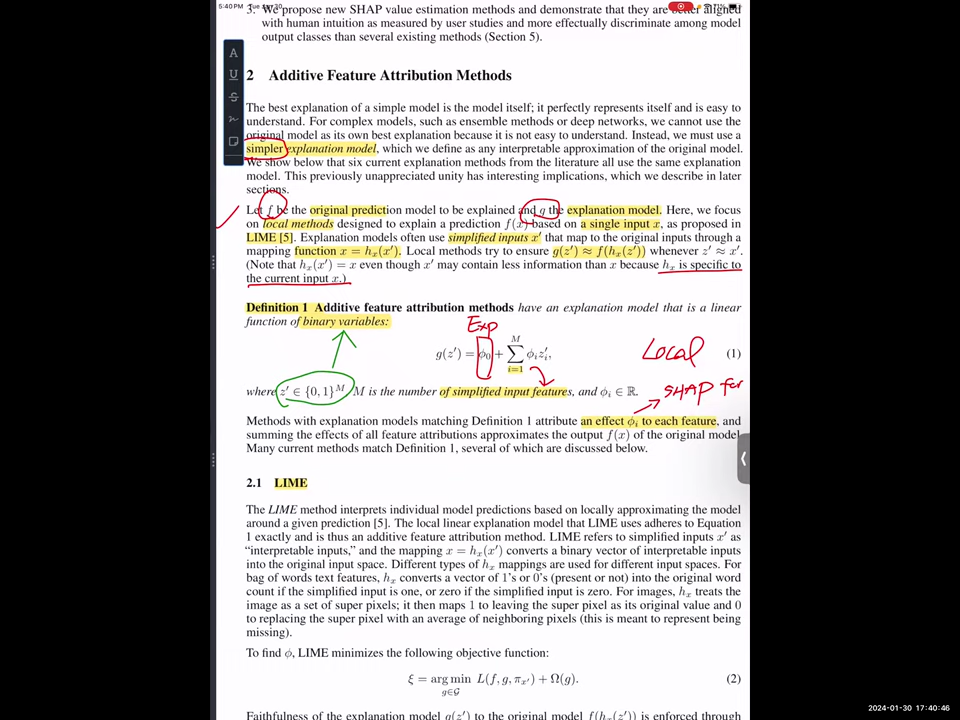 5:40 PM Tue
3. We propose new SHAP value estimation methods and demonstrate that they are better aligned
with human intuition as measured by user studies and more effectually discriminate among model
output classes than several existing methods (Section 5).
2 Additive Feature Attribution Methods
The best explanation of a simple model is the model itself; it perfectly represents itself and is easy to
understand. For complex models, such as ensemble methods or deep networks, we cannot use the
original model as its own best explanation because it is not easy to understand. Instead, we must use a
simpler explanation model, which we define as any interpretable approximation of the original model.
We show below that six current explanation methods from the literature all use the same explanation
model. This previously unappreciated unity has interesting implications, which we describe in later
sections.
Let f be the original prediction model to be explained and g the explanation model. Here, we focus
on local methods designed to explain a prediction f(x) based on a single input x, as proposed in
LIME [5]. Explanation models often use simplified inputs x′ that map to the original inputs through a
mapping function x = hₓ(x′). Local methods try to ensure g(z′) ≈ f(hₓ(z′)) whenever z′ ≈ x′.
(Note that hₓ(x′) = x even though x′ may contain less information than x because hₓ is specific to
the current input x.)
Definition 1 Additive feature attribution methods have an explanation model that is a linear
function of binary variables:
Exp
g(z′) = ϕ₀ + ∑ᵢ₌₁ᴹ ϕᵢz′ᵢ, (1)
Local
where z′ ∈ {0, 1}ᴹ, M is the number of simplified input features, and ϕᵢ ∈ ℝ.
SHAP for
Methods with explanation models matching Definition 1 attribute an effect ϕᵢ to each feature, and
summing the effects of all feature attributions approximates the output f(x) of the original model.
Many current methods match Definition 1, several of which are discussed below.
2.1 LIME
The LIME method interprets individual model predictions based on locally approximating the model
around a given prediction [5]. The local linear explanation model that LIME uses adheres to Equation
1 exactly and is thus an additive feature attribution method. LIME refers to simplified inputs x′ as
“interpretable inputs,” and the mapping x = hₓ(x′) converts a binary vector of interpretable inputs
into the original input space. Different types of hₓ mappings are used for different input spaces. For
bag of words text features, hₓ converts a vector of 1’s or 0’s (present or not) into the original word
count if the simplified input is one, or zero if the simplified input is zero. For images, hₓ treats the
image as a set of super pixels; it then maps 1 to leaving the super pixel as its original value and 0
to replacing the super pixel with an average of neighboring pixels (this is meant to represent being
missing).
To find ϕ, LIME minimizes the following objective function:
ξ = arg min g∈𝒢 L(f, g, πₓ′) + Ω(g). (2)
Faithfulness of the explanation model g(z′) to the original model f(hₓ(z′)) is enforced through
2024-01-30 17:40:46